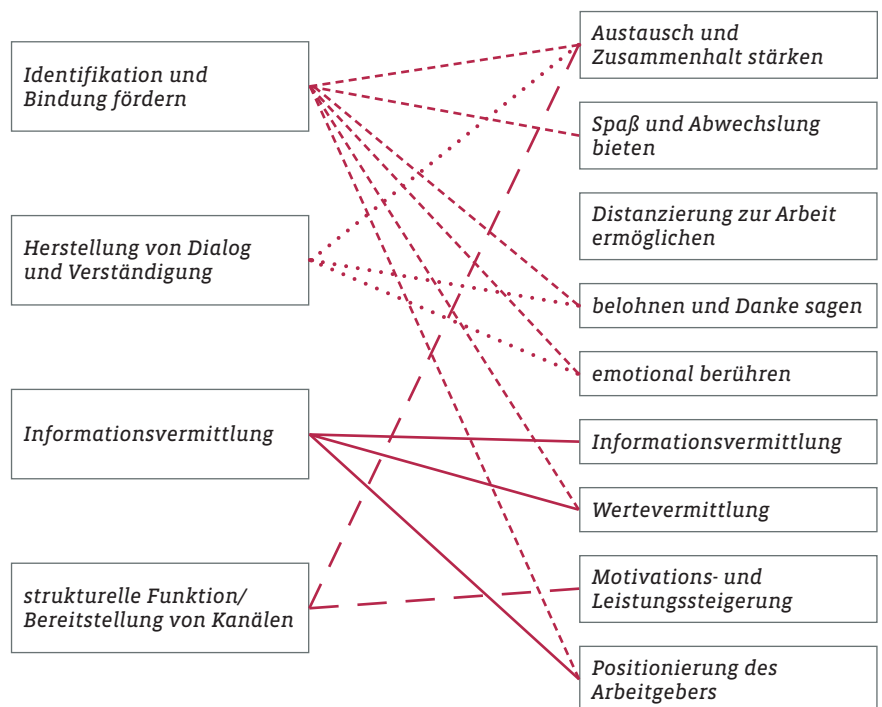 Identifikation und
Bindung fördern
Herstellung von Dialog
und Verständigung
Informationsvermittlung
strukturelle Funktion/
Bereitstellung von Kanälen
Austausch und
Zusammenhalt stärken
Spaß und Abwechslung
bieten
Distanzierung zur Arbeit
ermöglichen
belohnen und Danke sagen
emotional berühren
Informationsvermittlung
Wertevermittlung
Motivations- und
Leistungssteigerung
Positionierung des
Arbeitgebers